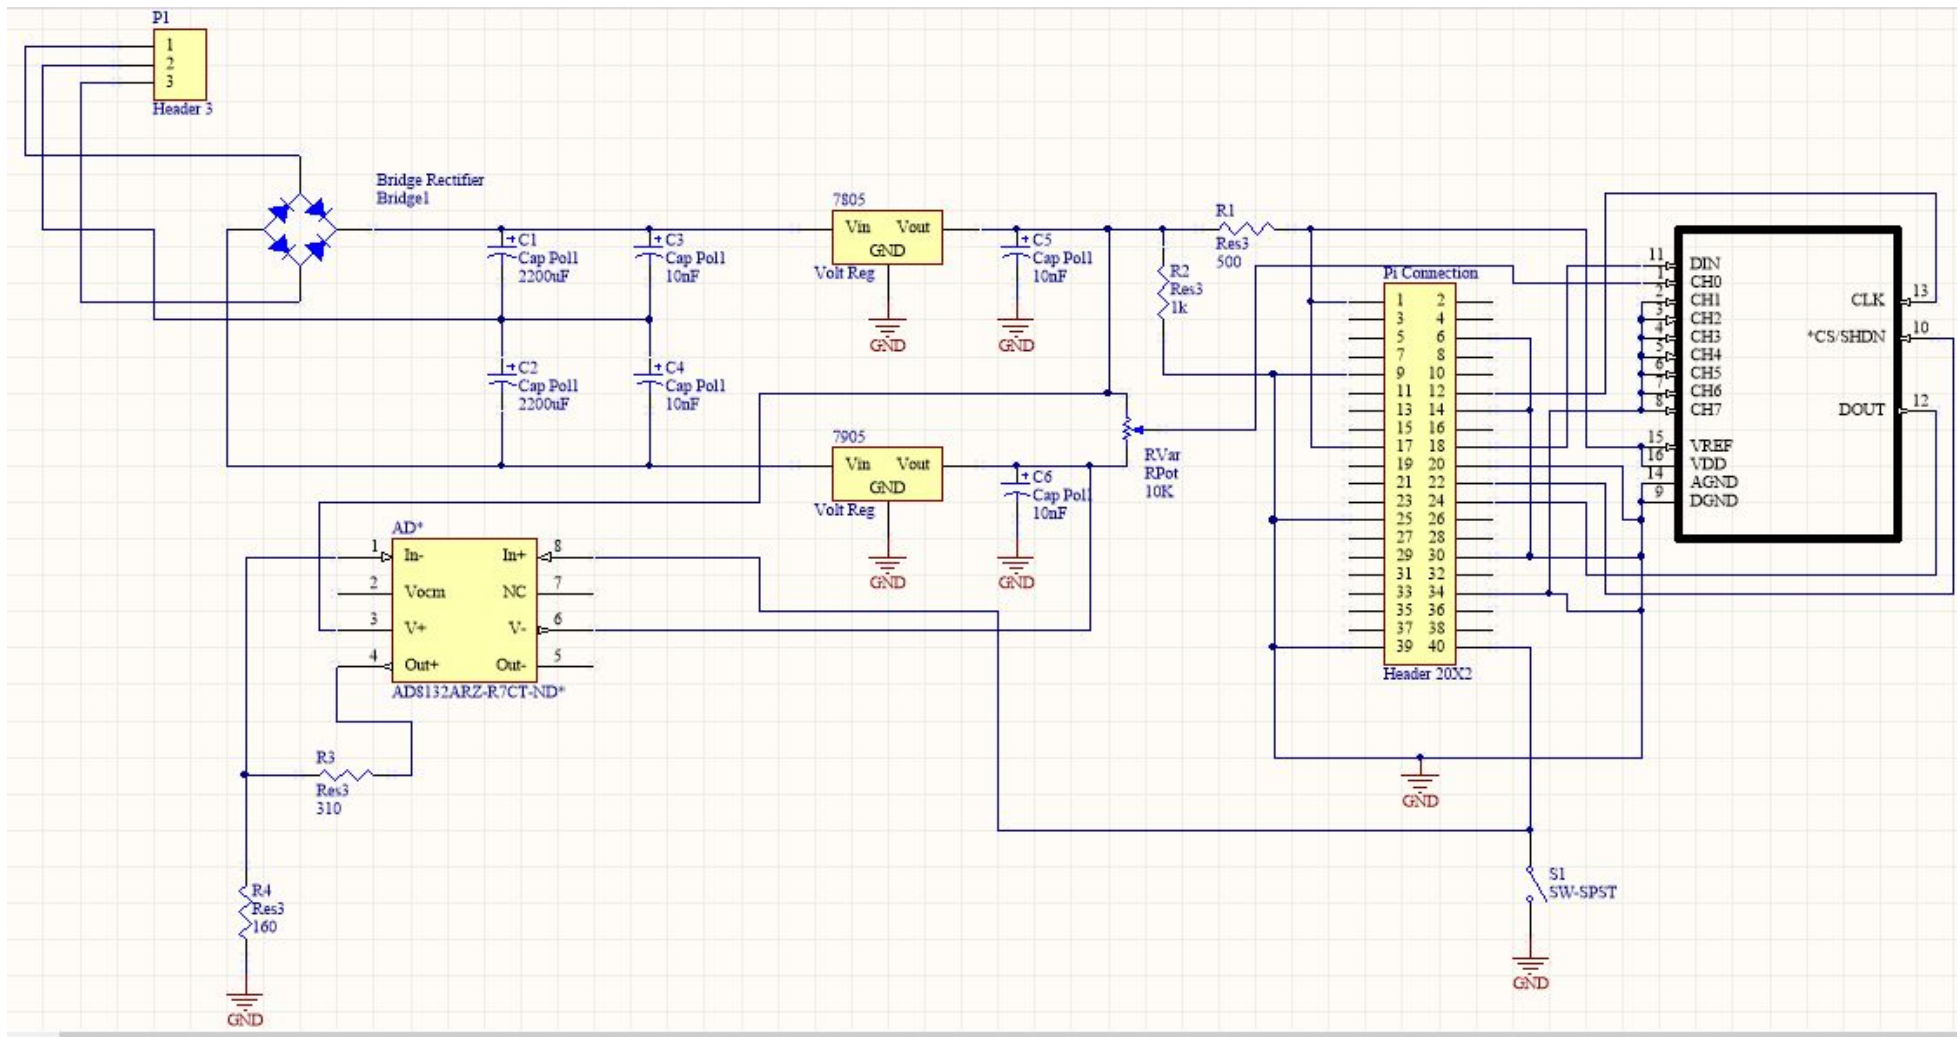 P1
1
2
3
Header 3
Bridge Rectifier
Bridge1
C1
Cap Pol1
2200uF
C3
Cap Pol1
10nF
C2
Cap Pol1
2200uF
C4
Cap Pol1
10nF
7805
Vin Vout
GND
Volt Reg
GND
C5
Cap Pol1
10nF
GND
R1
Res3
500
R2
Res3
1k
7905
Vin Vout
GND
Volt Reg
GND
C6
Cap Pol1
10nF
GND
RVar
RPot
10K
AD*
1 In- In+ 8
2 Vocm NC 7
3 V+ V- 6
4 Out+ Out- 5
AD8132ARZ-R7CT-ND*
R3
Res3
310
R4
Res3
160
GND
Pi Connection
1 2
3 4
5 6
7 8
9 10
11 12
13 14
15 16
17 18
19 20
21 22
23 24
25 26
27 28
29 30
31 32
33 34
35 36
37 38
39 40
Header 20X2
GND
S1
SW-SPST
GND
11 DIN
1 CH0
2 CH1
3 CH2
4 CH3
5 CH4
6 CH5
7 CH6
8 CH7
15 VREF
16 VDD
14 AGND
9 DGND
CLK 13
*CS/SHDN 10
DOUT 12